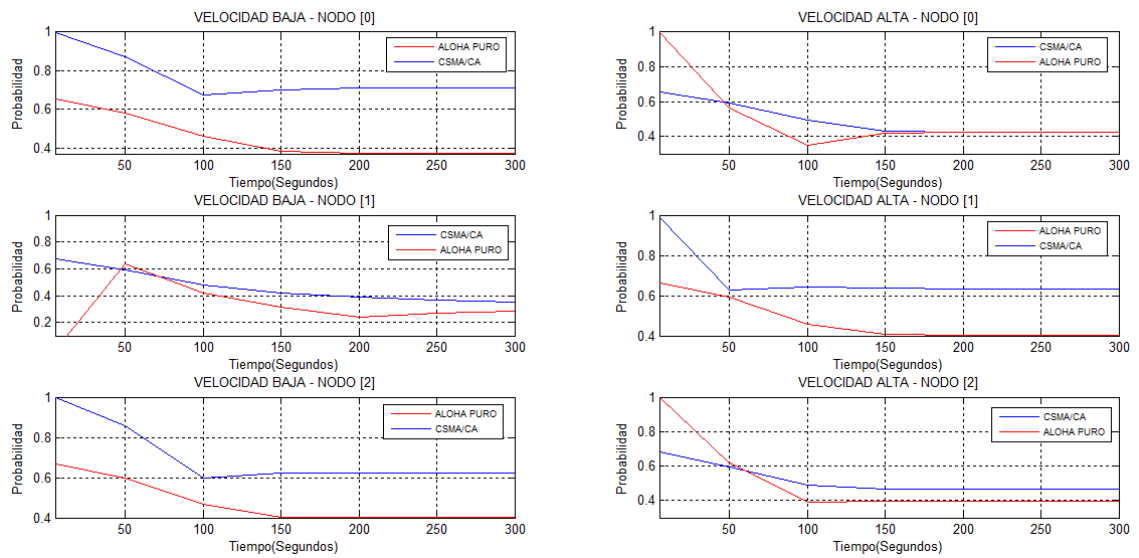 VELOCIDAD BAJA - NODO [0]
1
0.8
0.6
0.4
Probabilidad
ALOHA PURO
CSMA/CA
50 100 150 200 250 300
Tiempo(Segundos)
VELOCIDAD ALTA - NODO [0]
1
0.8
0.6
0.4
Probabilidad
CSMA/CA
ALOHA PURO
50 100 150 200 250 300
Tiempo(Segundos)
VELOCIDAD BAJA - NODO [1]
1
0.8
0.6
0.4
0.2
Probabilidad
CSMA/CA
ALOHA PURO
50 100 150 200 250 300
Tiempo(Segundos)
VELOCIDAD ALTA - NODO [1]
1
0.8
0.6
0.4
Probabilidad
ALOHA PURO
CSMA/CA
50 100 150 200 250 300
Tiempo(Segundos)
VELOCIDAD BAJA - NODO [2]
1
0.8
0.6
0.4
Probabilidad
ALOHA PURO
CSMA/CA
50 100 150 200 250 300
Tiempo(Segundos)
VELOCIDAD ALTA - NODO [2]
1
0.8
0.6
0.4
Probabilidad
CSMA/CA
ALOHA PURO
50 100 150 200 250 300
Tiempo(Segundos)